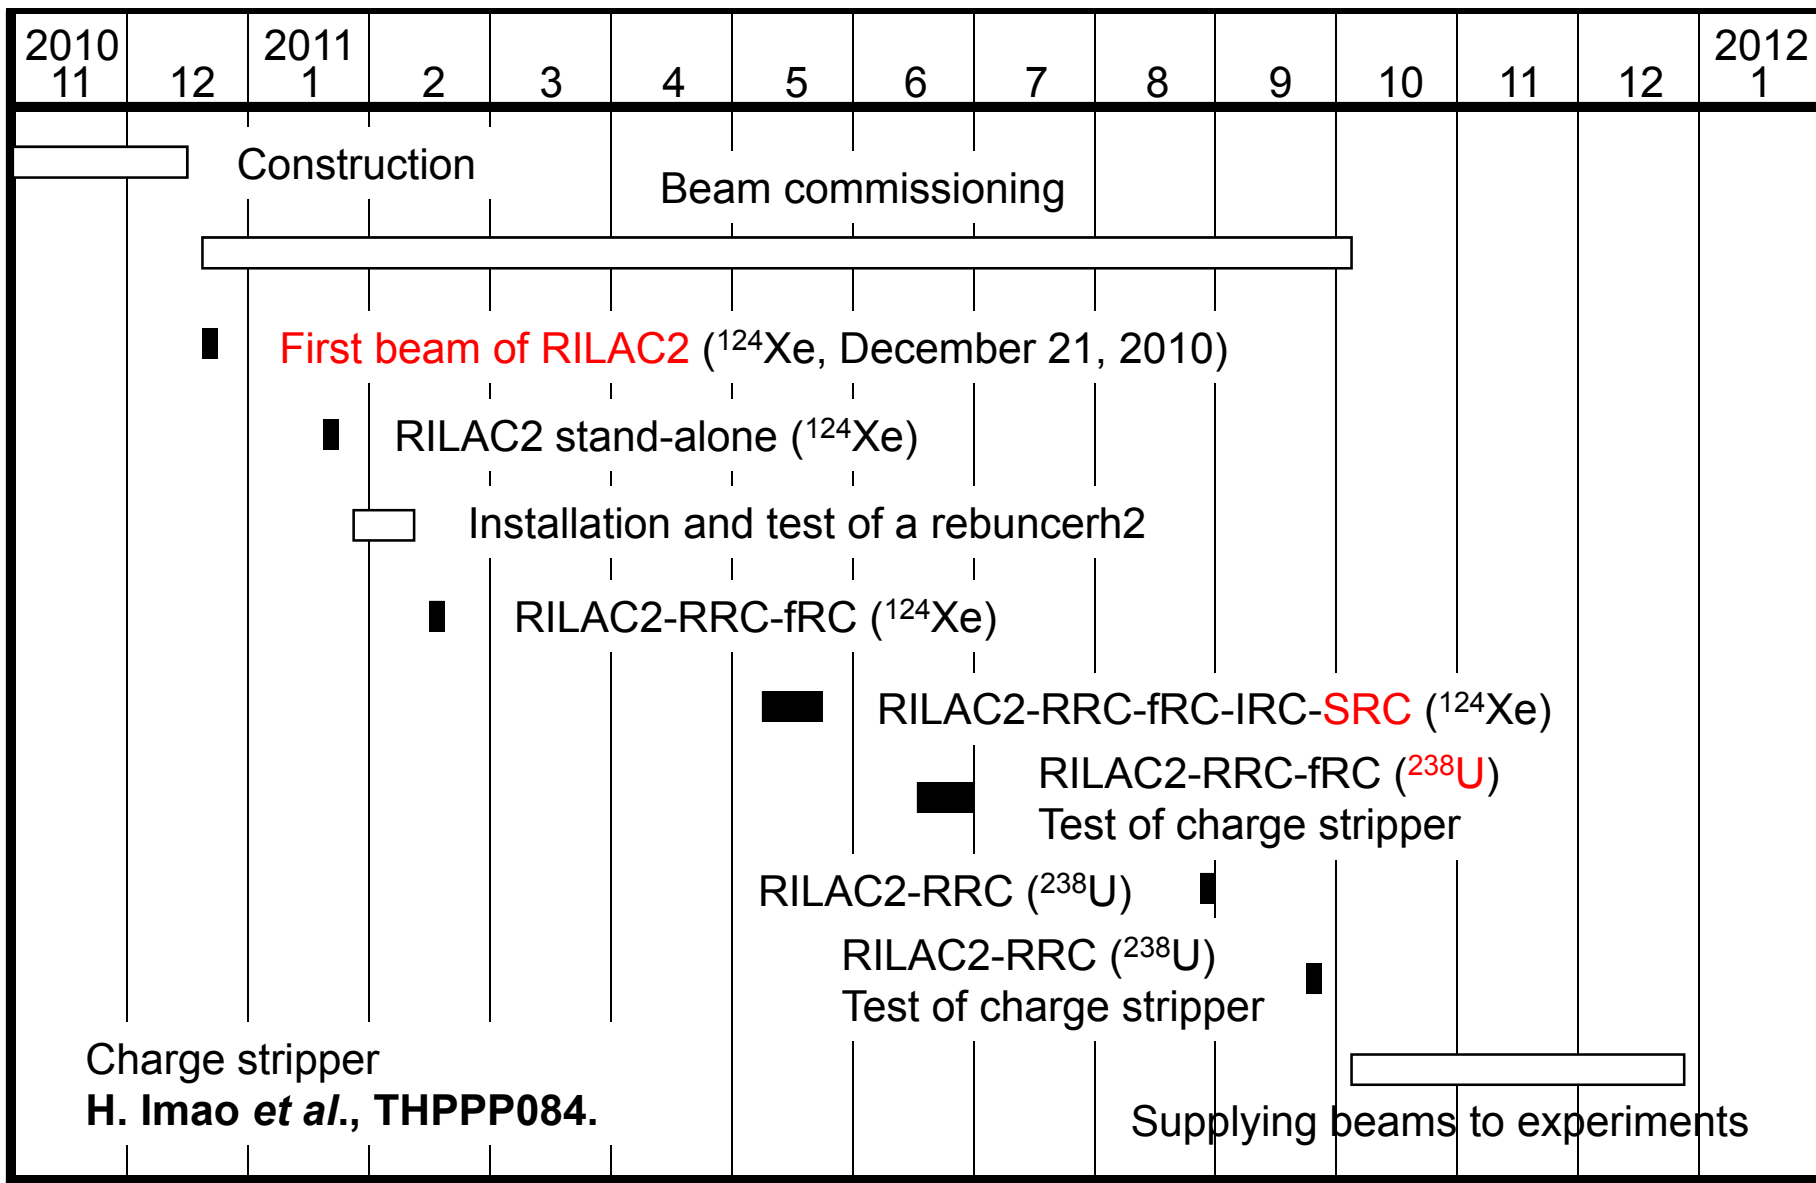 2010 2011 2012
11 12 1 2 3 4 5 6 7 8 9 10 11 12 1
Construction
Beam commissioning
First beam of RILAC2 (¹²⁴Xe, December 21, 2010)
RILAC2 stand-alone (¹²⁴Xe)
Installation and test of a rebuncerh2
RILAC2-RRC-fRC (¹²⁴Xe)
RILAC2-RRC-fRC-IRC-SRC (¹²⁴Xe)
RILAC2-RRC-fRC (²³⁸U)
Test of charge stripper
RILAC2-RRC (²³⁸U)
RILAC2-RRC (²³⁸U)
Test of charge stripper
Charge stripper
H. Imao et al., THPPP084.
Supplying beams to experiments